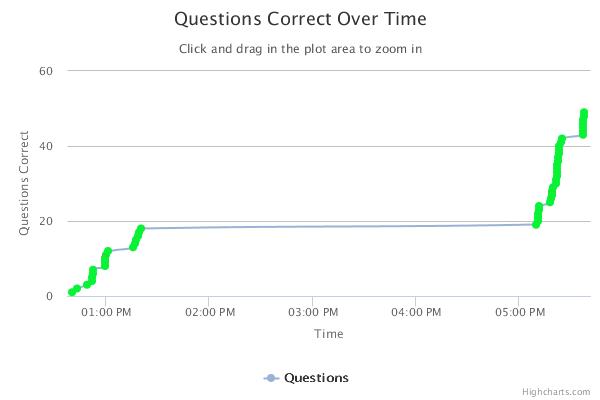 Questions Correct Over Time
Click and drag in the plot area to zoom in
Questions Correct
60
40
20
0
01:00 PM 02:00 PM 03:00 PM 04:00 PM 05:00 PM
Time
Questions
Highcharts.com